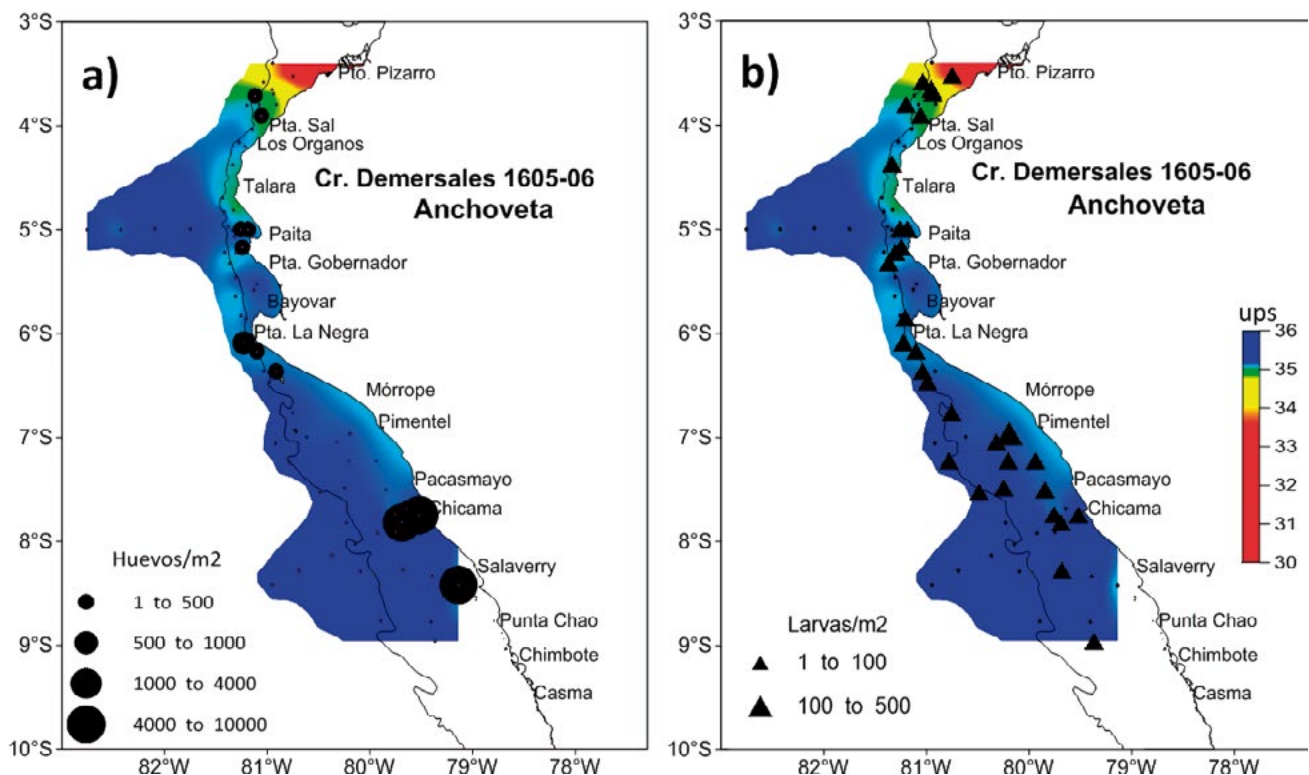 a)
3°S
4°S
5°S
6°S
7°S
8°S
9°S
10°S
82°W
81°W
80°W
79°W
78°W
Pto. Pizarro
Pta. Sal
Los Organos
Talara
Cr. Demersales 1605-06
Anchoveta
Paita
Pta. Gobernador
Bayovar
Pta. La Negra
Mórrope
Pimentel
Pacasmayo
Chicama
Salaverry
Punta Chao
Chimbote
Casma
Huevos/m2
1 to 500
500 to 1000
1000 to 4000
4000 to 10000
b)
3°S
4°S
5°S
6°S
7°S
8°S
9°S
10°S
82°W
81°W
80°W
79°W
78°W
Pto. Pizarro
Pta. Sal
Los Organos
Talara
Cr. Demersales 1605-06
Anchoveta
Paita
Pta. Gobernador
Bayovar
Pta. La Negra
Mórrope
Pimentel
Pacasmayo
Chicama
Salaverry
Punta Chao
Chimbote
Casma
Larvas/m2
1 to 100
100 to 500
ups
36
35
34
33
32
31
30